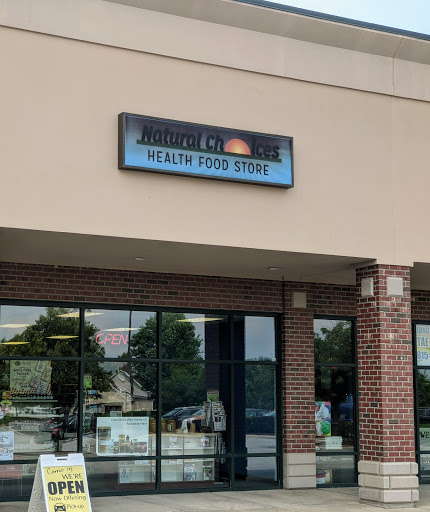 Natural Choices
HEALTH FOOD STORE
OPEN
Come in
WE'RE
OPEN
Now Offering
Pick-up